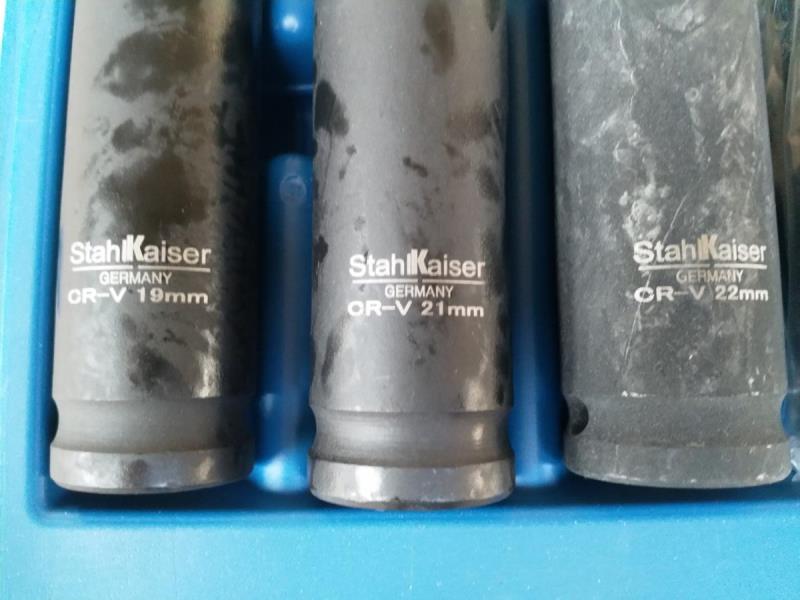 StahlKaiser
GERMANY
CR-V 19mm
StahlKaiser
GERMANY
CR-V 21mm
StahlKaiser
GERMANY
CR-V 22mm